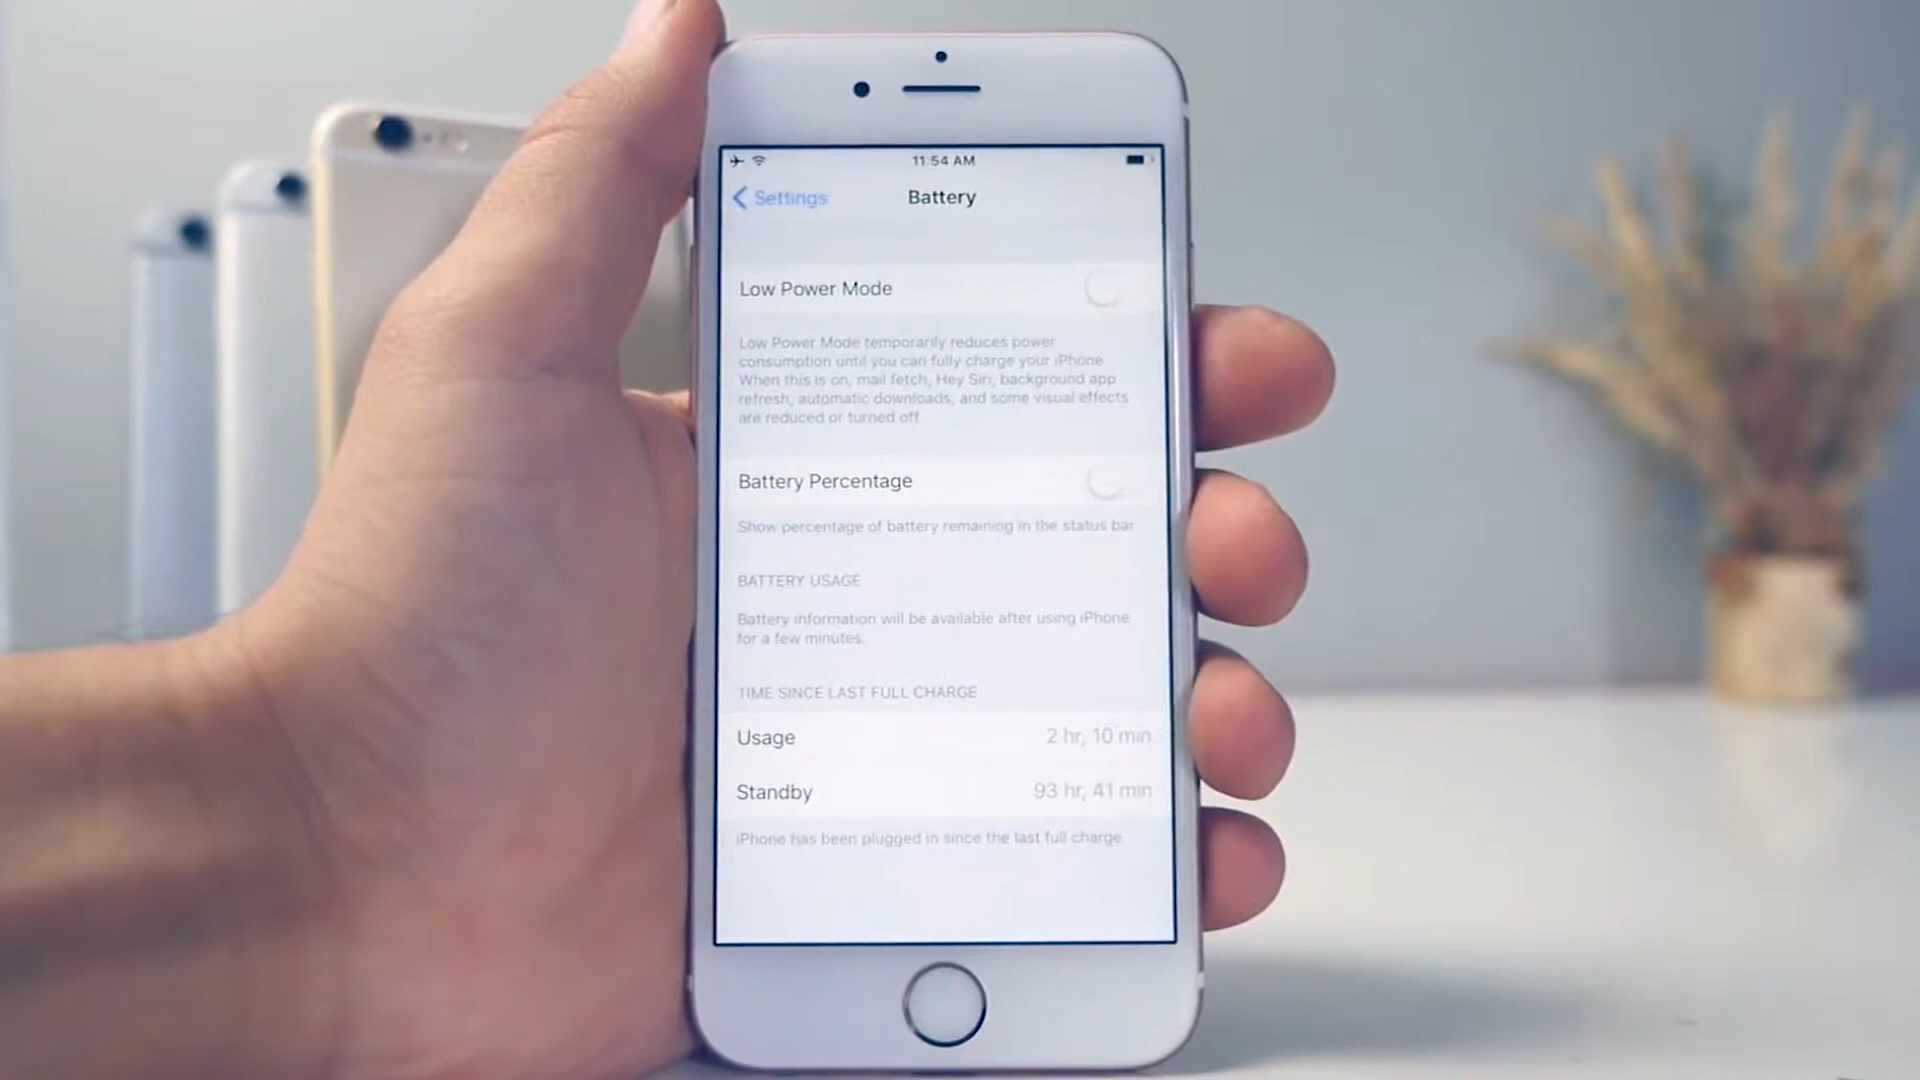 11:54 AM
Settings
Battery
Low Power Mode
Low Power Mode temporarily reduces power
consumption until you can fully charge your iPhone
When this is on, mail fetch, Hey Siri, background app
refresh, automatic downloads, and some visual effects
are reduced or turned off
Battery Percentage
Show percentage of battery remaining in the status bar
BATTERY USAGE
Battery information will be available after using iPhone
for a few minutes.
TIME SINCE LAST FULL CHARGE
Usage 2 hr, 10 min
Standby 93 hr, 41 min
iPhone has been plugged in since the last full charge